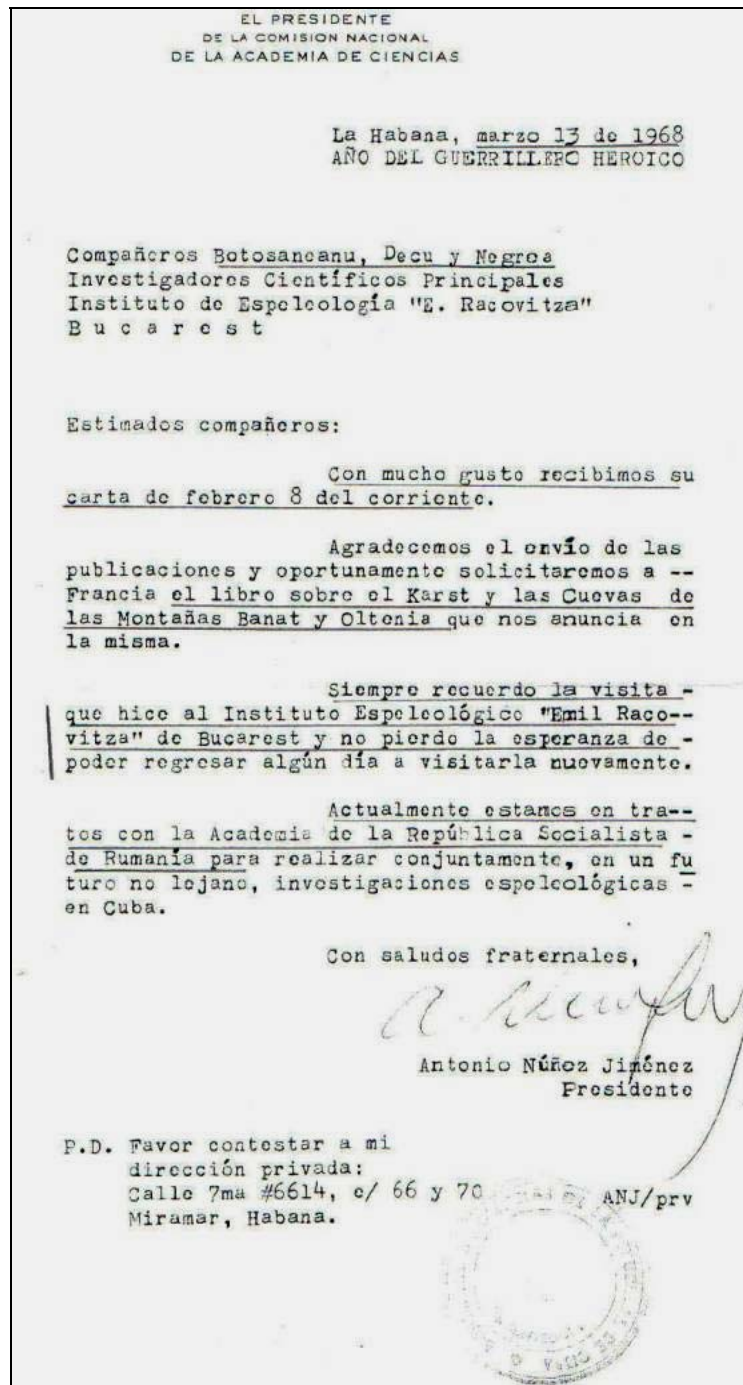 EL PRESIDENTE
DE LA COMISION NACIONAL
DE LA ACADEMIA DE CIENCIAS
La Habana, marzo 13 de 1968
AÑO DEL GUERRILLERO HEROICO
Compañeros Botosaneanu, Decu y Negrea
Investigadores Científicos Principales
Instituto de Espeleología "E. Racovitza"
B u c a r e s t
Estimados compañeros:
Con mucho gusto recibimos su
carta de febrero 8 del corriente.
Agradecemos el envío de las
publicaciones y oportunamente solicitaremos a --
Francia el libro sobre el Karst y las Cuevas de
las Montañas Banat y Oltenia que nos anuncia en
la misma.
Siempre recuerdo la visita -
que hice al Instituto Espeleológico "Emil Raco--
vitza" de Bucarest y no pierdo la esperanza de -
poder regresar algún día a visitarla nuevamente.
Actualmente estamos en tra--
tos con la Academia de la República Socialista -
de Rumanía para realizar conjuntamente, en un fu
turo no lejano, investigaciones espeleológicas -
en Cuba.
Con saludos fraternales,
Antonio Núñez Jiménez
Presidente
P.D. Favor contestar a mi
dirección privada:
Calle 7ma #6614, e/ 66 y 70
ANJ/prv
Miramar, Habana.